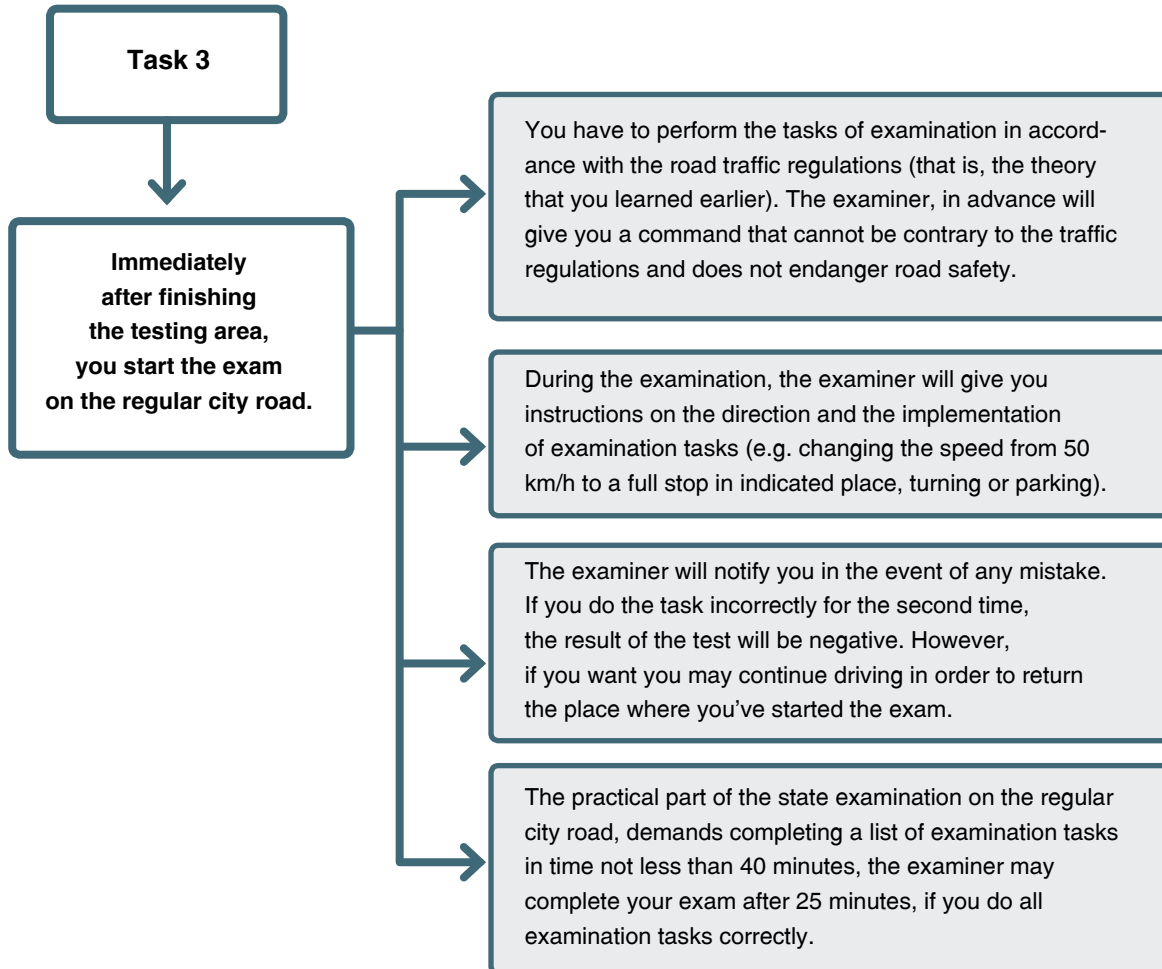 Task 3
Immediately
after finishing
the testing area,
you start the exam
on the regular city road.
You have to perform the tasks of examination in accord-
ance with the road traffic regulations (that is, the theory
that you learned earlier). The examiner, in advance will
give you a command that cannot be contrary to the traffic
regulations and does not endanger road safety.
During the examination, the examiner will give you
instructions on the direction and the implementation
of examination tasks (e.g. changing the speed from 50
km/h to a full stop in indicated place, turning or parking).
The examiner will notify you in the event of any mistake.
If you do the task incorrectly for the second time,
the result of the test will be negative. However,
if you want you may continue driving in order to return
the place where you've started the exam.
The practical part of the state examination on the regular
city road, demands completing a list of examination tasks
in time not less than 40 minutes, the examiner may
complete your exam after 25 minutes, if you do all
examination tasks correctly.